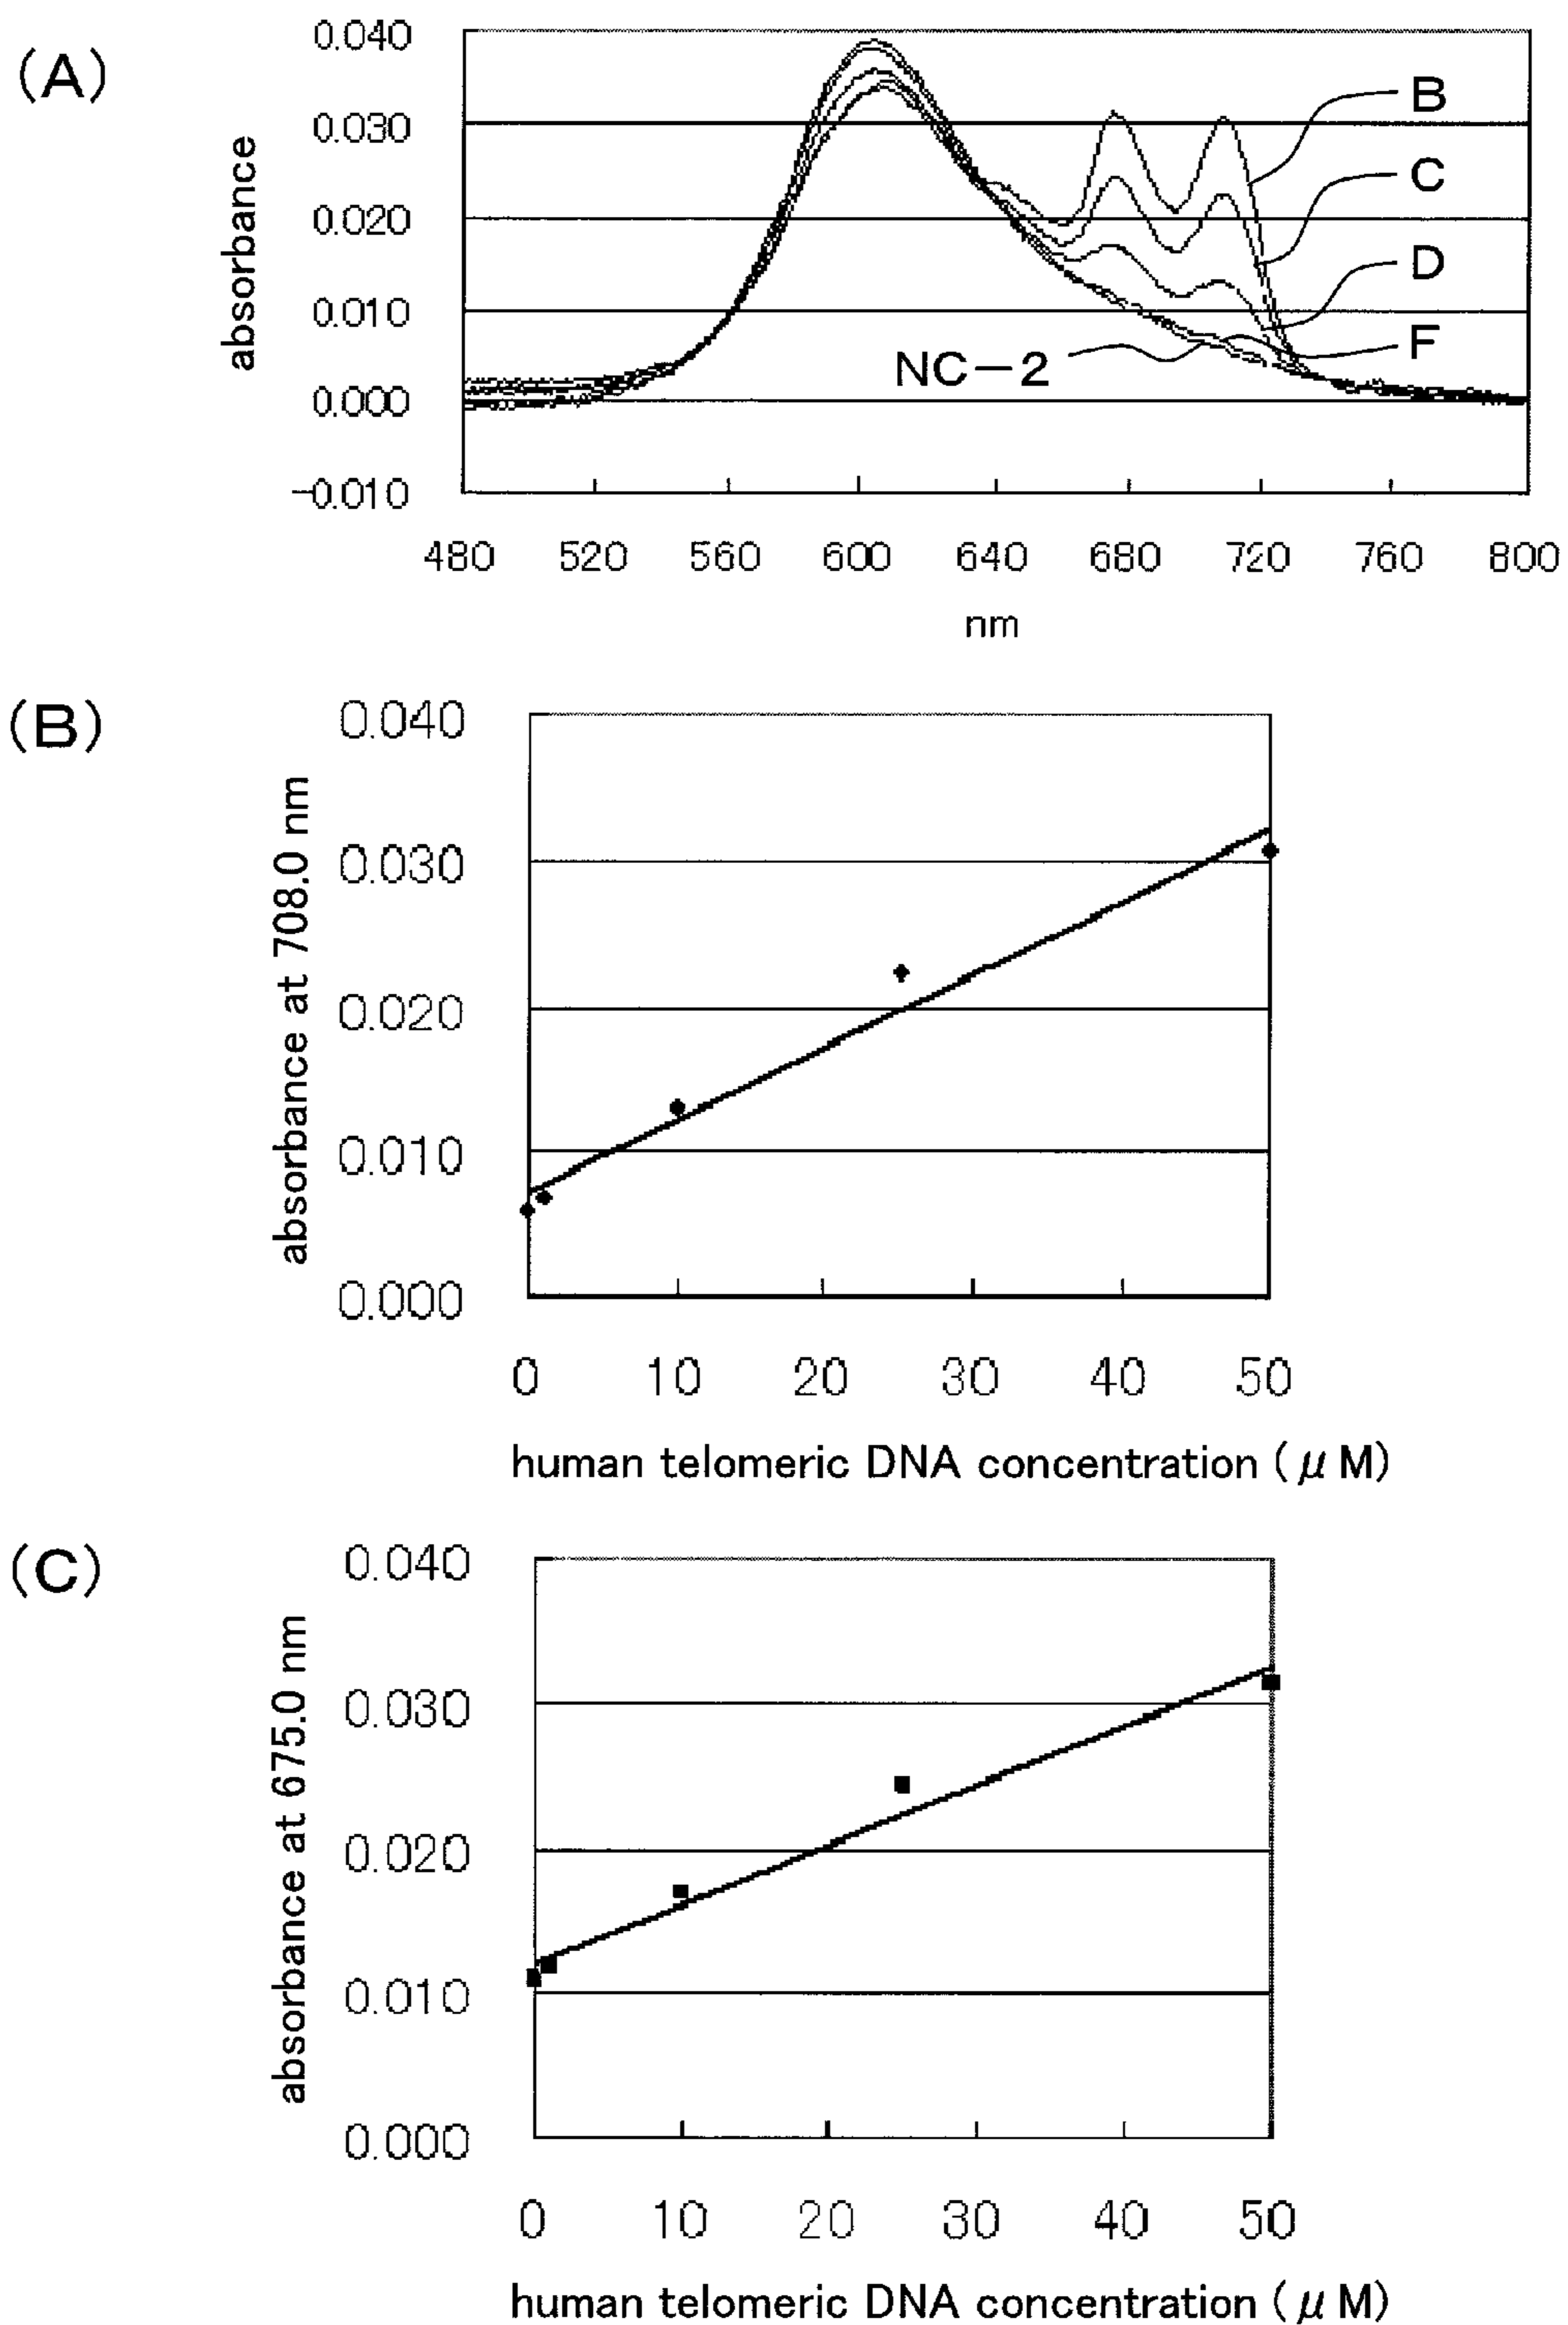 (A)
absorbance
0.040
0.030
0.020
0.010
0.000
-0.010
B
C
D
F
NC-2
480 520 560 600 640 680 720 760 800
nm
(B)
absorbance at 708.0 nm
0.040
0.030
0.020
0.010
0.000
0 10 20 30 40 50
human telomeric DNA concentration (μM)
(C)
absorbance at 675.0 nm
0.040
0.030
0.020
0.010
0.000
0 10 20 30 40 50
human telomeric DNA concentration (μM)